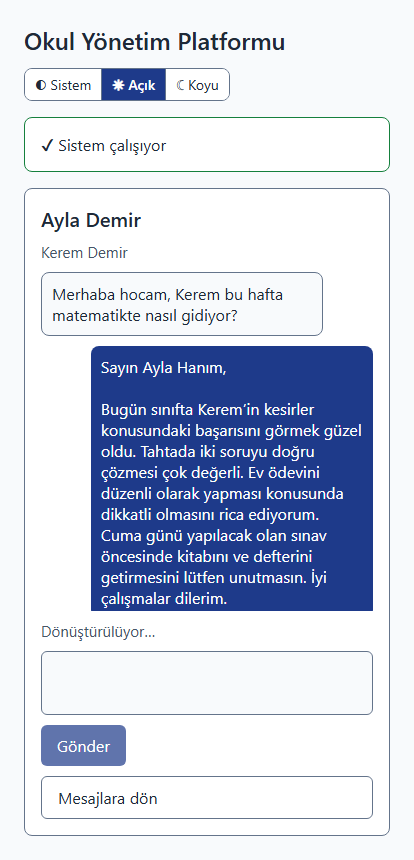 Okul Yönetim Platformu
Sistem
Açık
Koyu
✔ Sistem çalışıyor
Ayla Demir
Kerem Demir
Merhaba hocam, Kerem bu hafta
matematikte nasıl gidiyor?
Sayın Ayla Hanım,
Bugün sınıfta Kerem’in kesirler
konusundaki başarısını görmek güzel
oldu. Tahtada iki soruyu doğru
çözmesi çok değerli. Ev ödevini
düzenli olarak yapması konusunda
dikkatli olmasını rica ediyorum.
Cuma günü yapılacak olan sınav
öncesinde kitabını ve defterini
getirmesini lütfen unutmasın. İyi
çalışmalar dilerim.
Dönüştürülüyor...
Gönder
Mesajlara dön